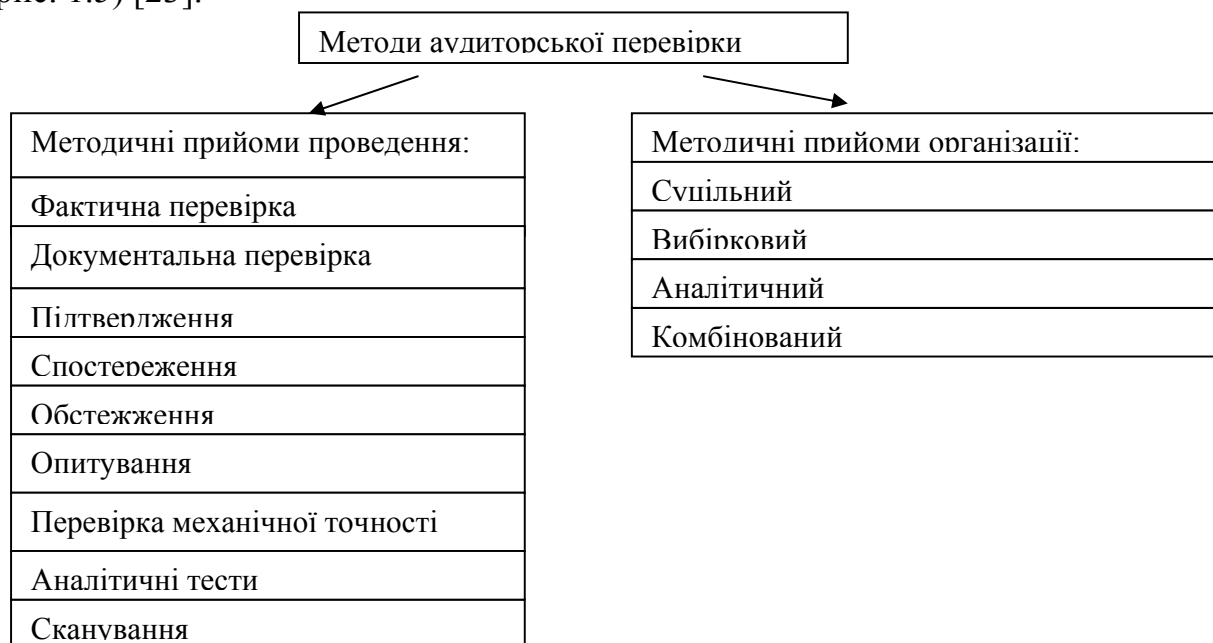 рис. 1.5) [25].
Методи аудиторської перевірки
Методичні прийоми проведення:
Фактична перевірка
Документальна перевірка
Підтвердження
Спостереження
Обстежження
Опитування
Перевірка механічної точності
Аналітичні тести
Сканування
Методичні прийоми організації:
Суцільний
Вибірковий
Аналітичний
Комбінований